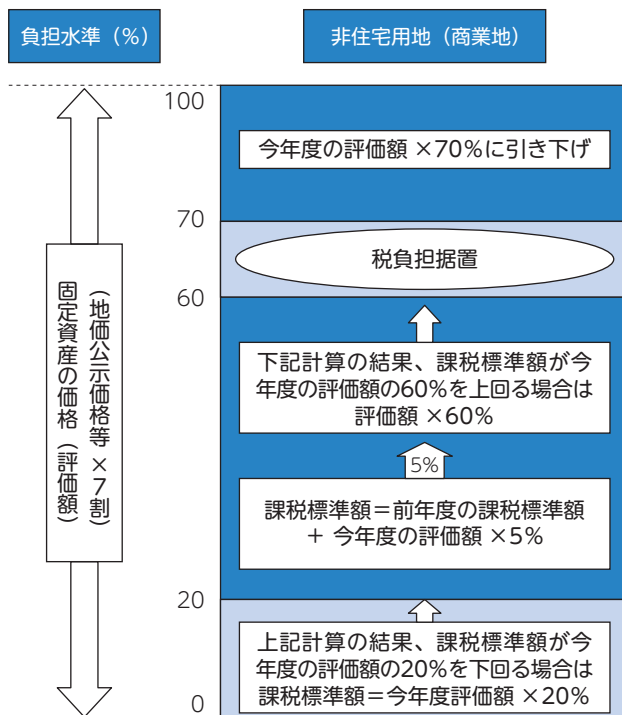 負担水準（%）
非住宅用地（商業地）
100
今年度の評価額 ×70%に引き下げ
70
税負担据置
60
固定資産の価格（評価額）
（地価公示価格等×7割）
下記計算の結果、課税標準額が今
年度の評価額の60%を上回る場合は
評価額 ×60%
5%
課税標準額＝前年度の課税標準額
＋ 今年度の評価額 ×5%
20
上記計算の結果、課税標準額が今
年度の評価額の20%を下回る場合は
課税標準額＝今年度評価額 ×20%
0